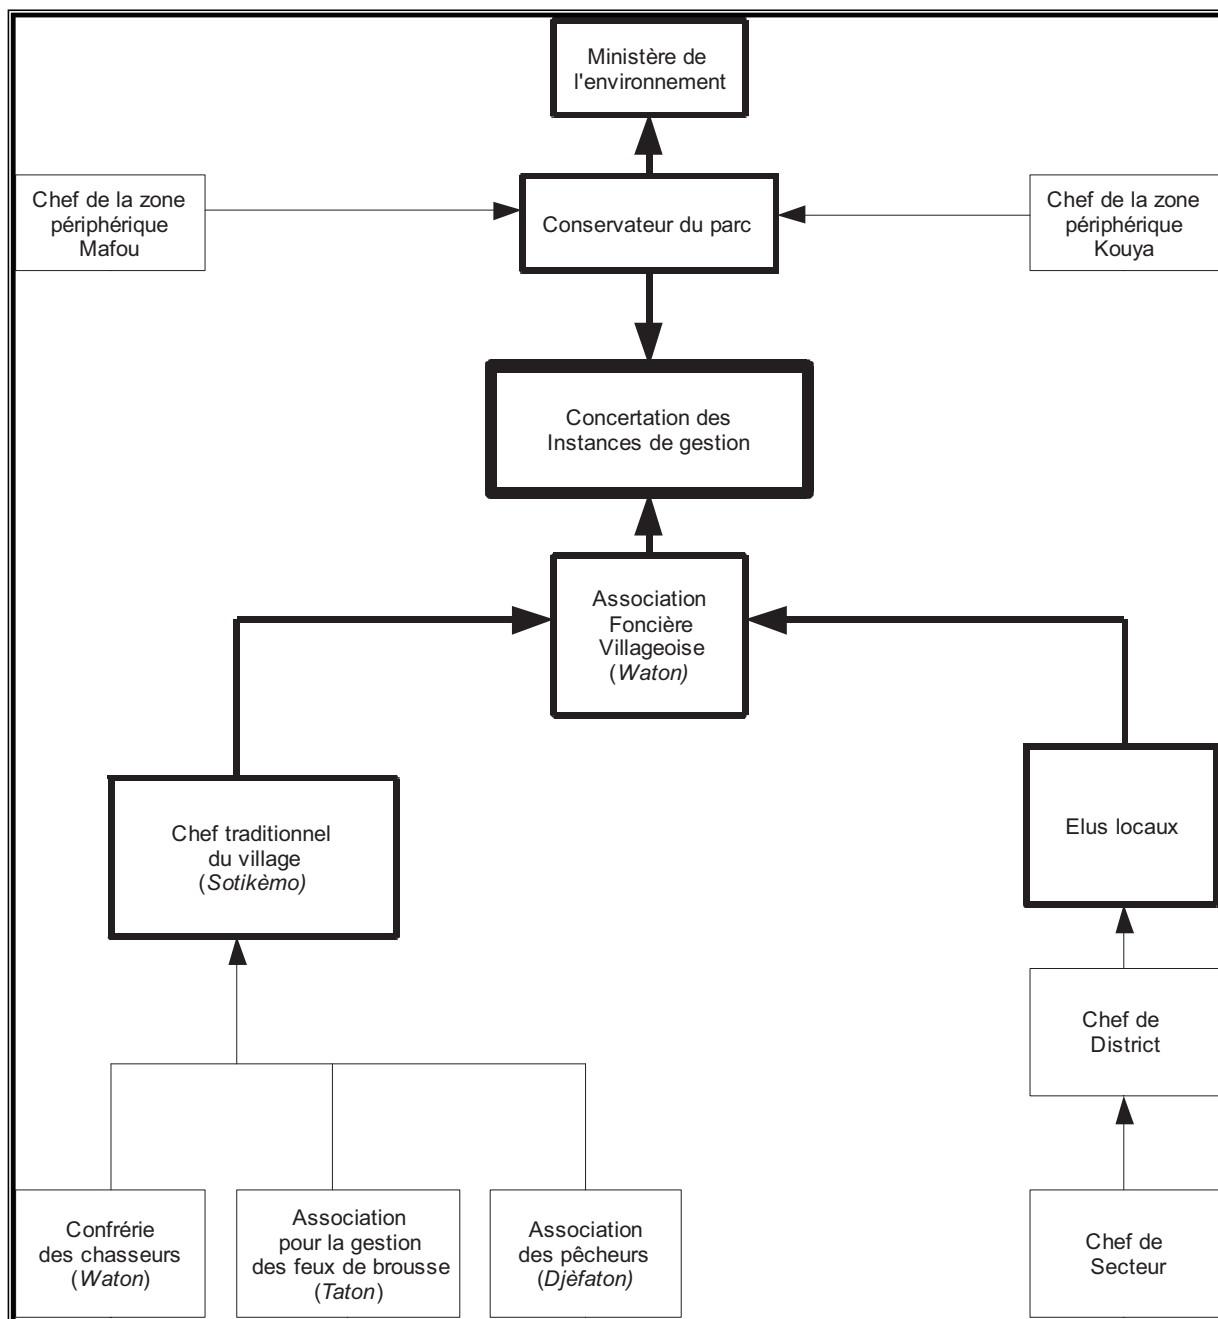 Ministère de
l'environnement
Chef de la zone
périphérique
Mafou
Conservateur du parc
Chef de la zone
périphérique
Kouya
Concertation des
Instances de gestion
Association
Foncière
Villageoise
(Waton)
Chef traditionnel
du village
(Sotikèmo)
Elus locaux
Chef de
District
Confrérie
des chasseurs
(Waton)
Association
pour la gestion
des feux de brousse
(Taton)
Association
des pêcheurs
(Djèfaton)
Chef de
Secteur